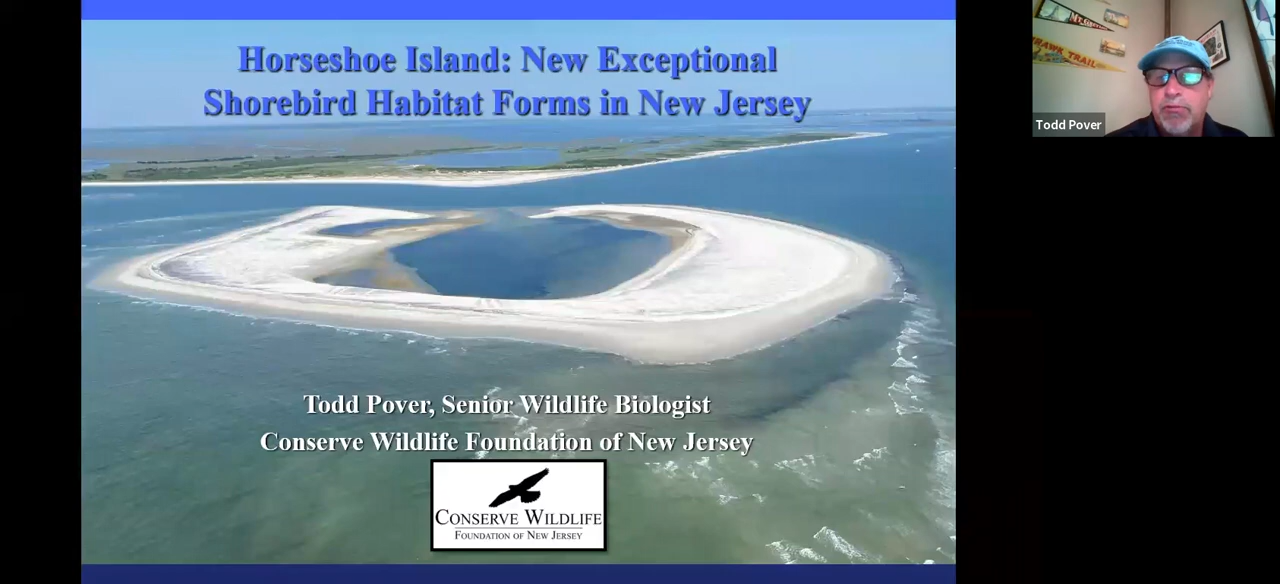 Horseshoe Island: New Exceptional
Shorebird Habitat Forms in New Jersey
Todd Pover, Senior Wildlife Biologist
Conserve Wildlife Foundation of New Jersey
CONSERVE WILDLIFE
FOUNDATION OF NEW JERSEY
TRAIL
Todd Pover